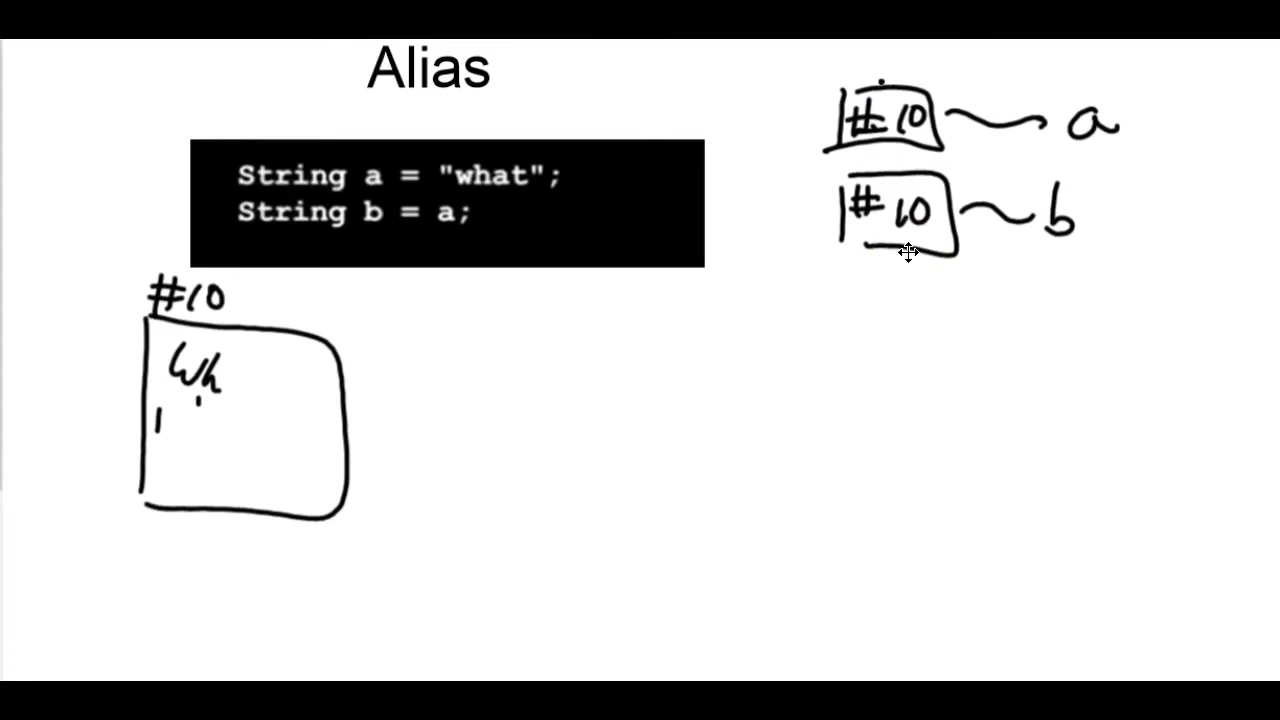 Alias
String a = "what";
String b = a;
#10 a
#10 b
#10
Wh